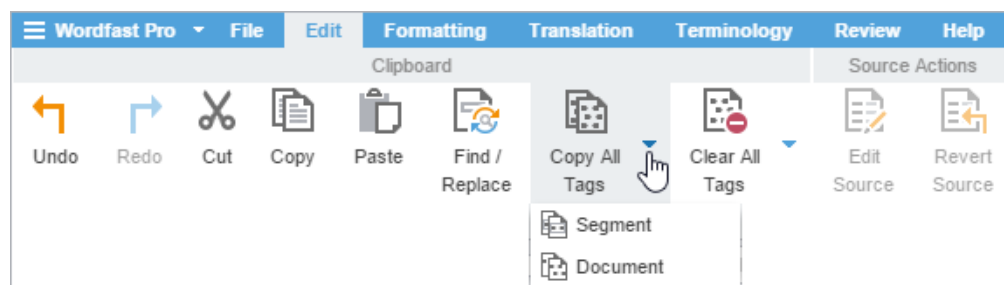 Wordfast Pro File Edit Formatting Translation Terminology Review Help
Clipboard Source Actions
Undo Redo Cut Copy Paste Find / Copy All Clear All Edit Revert
Replace Tags Tags Source Source
Segment
Document